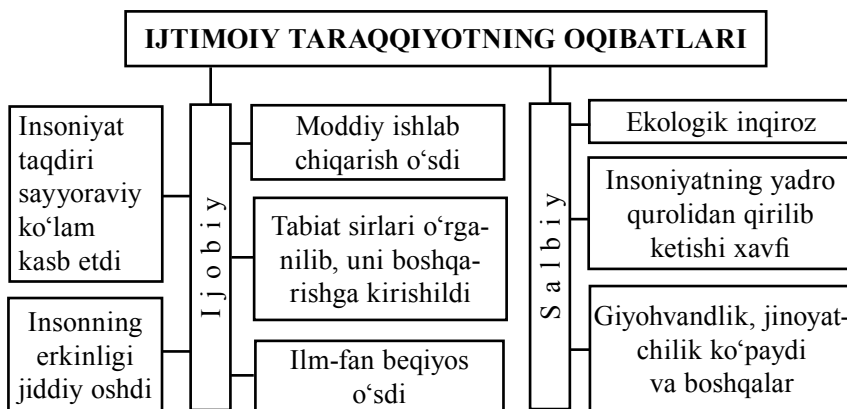 IJTIMOIY TARAQQIYOTNING OQIBATLARI
Ijobiy
Insoniyat
taqdiri
sayyoraviy
ko‘lam
kasb etdi
Insonning
erkinligi
jiddiy oshdi
Moddiy ishlab
chiqarish o‘sdi
Tabiat sirlari o‘rga-
nilib, uni boshqa-
rishga kirishildi
Ilm-fan beqiyos
o‘sdi
Salbiy
Ekologik inqiroz
Insoniyatning yadro
qurolidan qirilib
ketishi xavfi
Giyohvandlik, jinoyat-
chilik ko‘paydi
va boshqalar